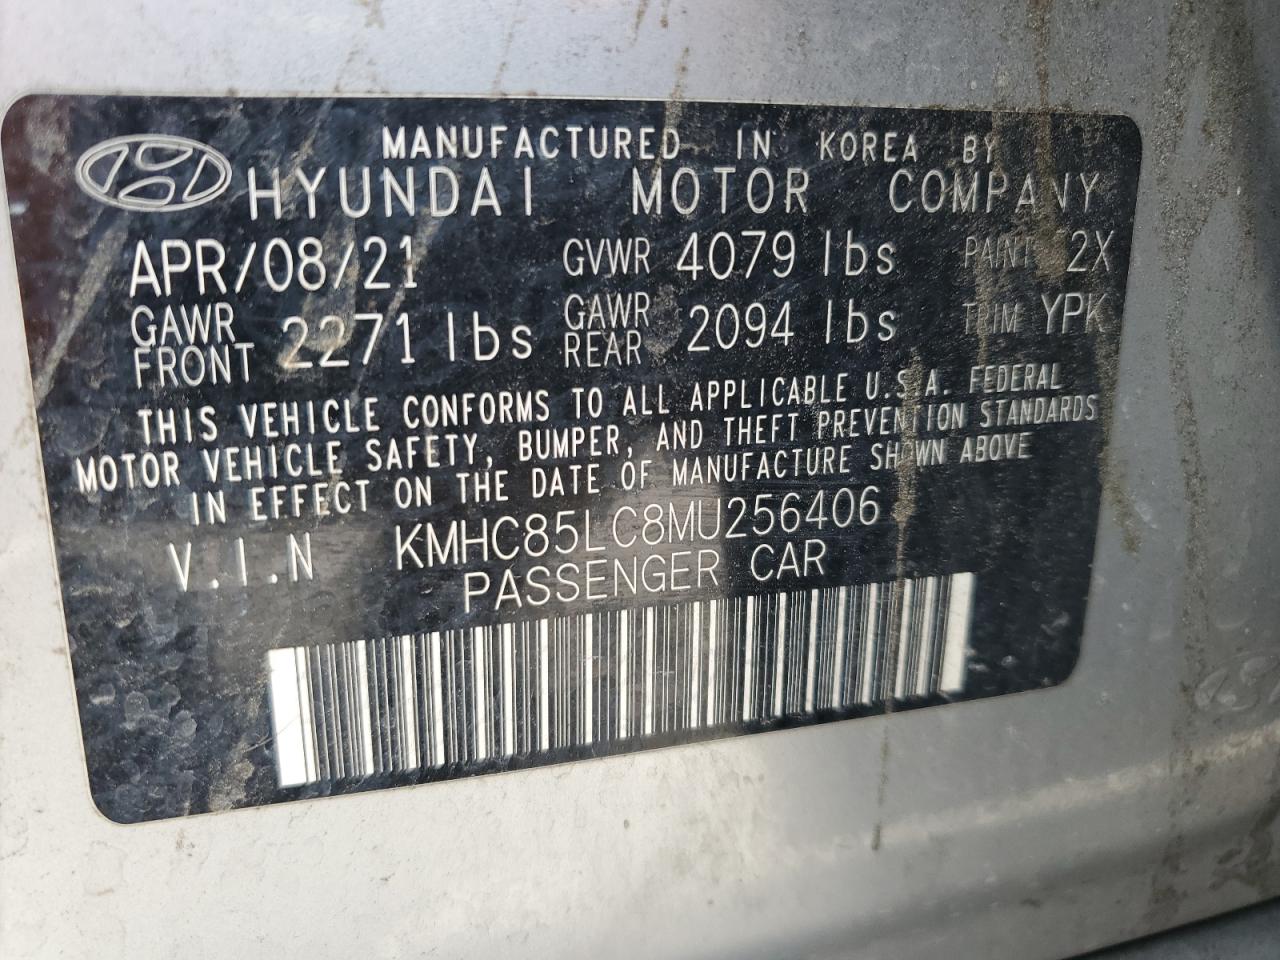 MANUFACTURED IN KOREA BY
HYUNDAI MOTOR COMPANY
APR/08/21 GVWR 4079 lbs PAINT 2X
GAWR FRONT 2271 lbs GAWR REAR 2094 lbs TRIM YPK
THIS VEHICLE CONFORMS TO ALL APPLICABLE U.S.A. FEDERAL
MOTOR VEHICLE SAFETY, BUMPER, AND THEFT PREVENTION STANDARDS
IN EFFECT ON THE DATE OF MANUFACTURE SHOWN ABOVE
V.I.N KMHC85LC8MU256406
PASSENGER CAR